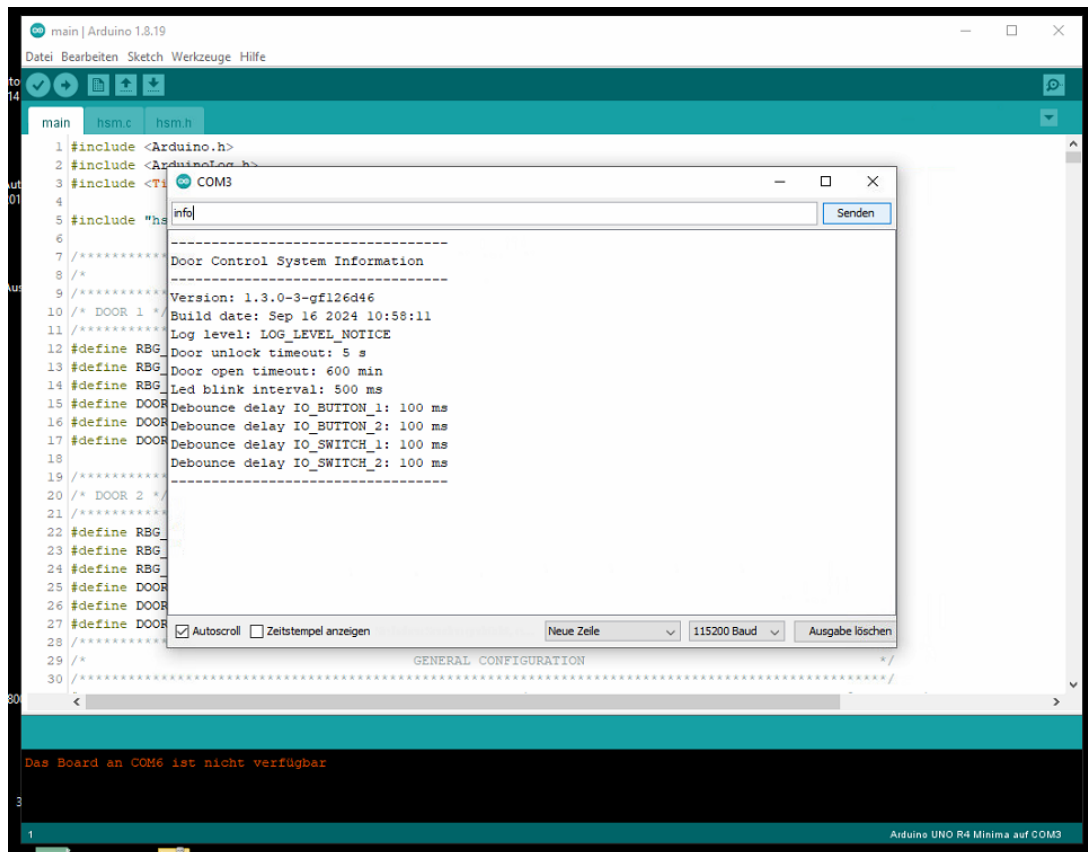 main | Arduino 1.8.19
Datei Bearbeiten Sketch Werkzeuge Hilfe
main hsm.c hsm.h
1 #include <Arduino.h>
2 #include <ArduinoLog.h>
3 #include <Ti
4
5 #include "hs
6
7 /***********
8 /*
9 /***********
10 /* DOOR 1 */
11 /***********
12 #define RBG_
13 #define RBG_
14 #define RBG_
15 #define DOOR
16 #define DOOR
17 #define DOOR
18
19 /***********
20 /* DOOR 2 */
21 /***********
22 #define RBG_
23 #define RBG_
24 #define RBG_
25 #define DOOR
26 #define DOOR
27 #define DOOR
28 /***********
29 /* GENERAL CONFIGURATION */
30 /******************************************************************************/
COM3
info
Senden
----------------------------------
Door Control System Information
----------------------------------
Version: 1.3.0-3-gf126d46
Build date: Sep 16 2024 10:58:11
Log level: LOG_LEVEL_NOTICE
Door unlock timeout: 5 s
Door open timeout: 600 min
Led blink interval: 500 ms
Debounce delay IO_BUTTON_1: 100 ms
Debounce delay IO_BUTTON_2: 100 ms
Debounce delay IO_SWITCH_1: 100 ms
Debounce delay IO_SWITCH_2: 100 ms
----------------------------------
Autoscroll Zeitstempel anzeigen Neue Zeile 115200 Baud Ausgabe löschen
Das Board an COM6 ist nicht verfügbar
1 Arduino UNO R4 Minima auf COM3